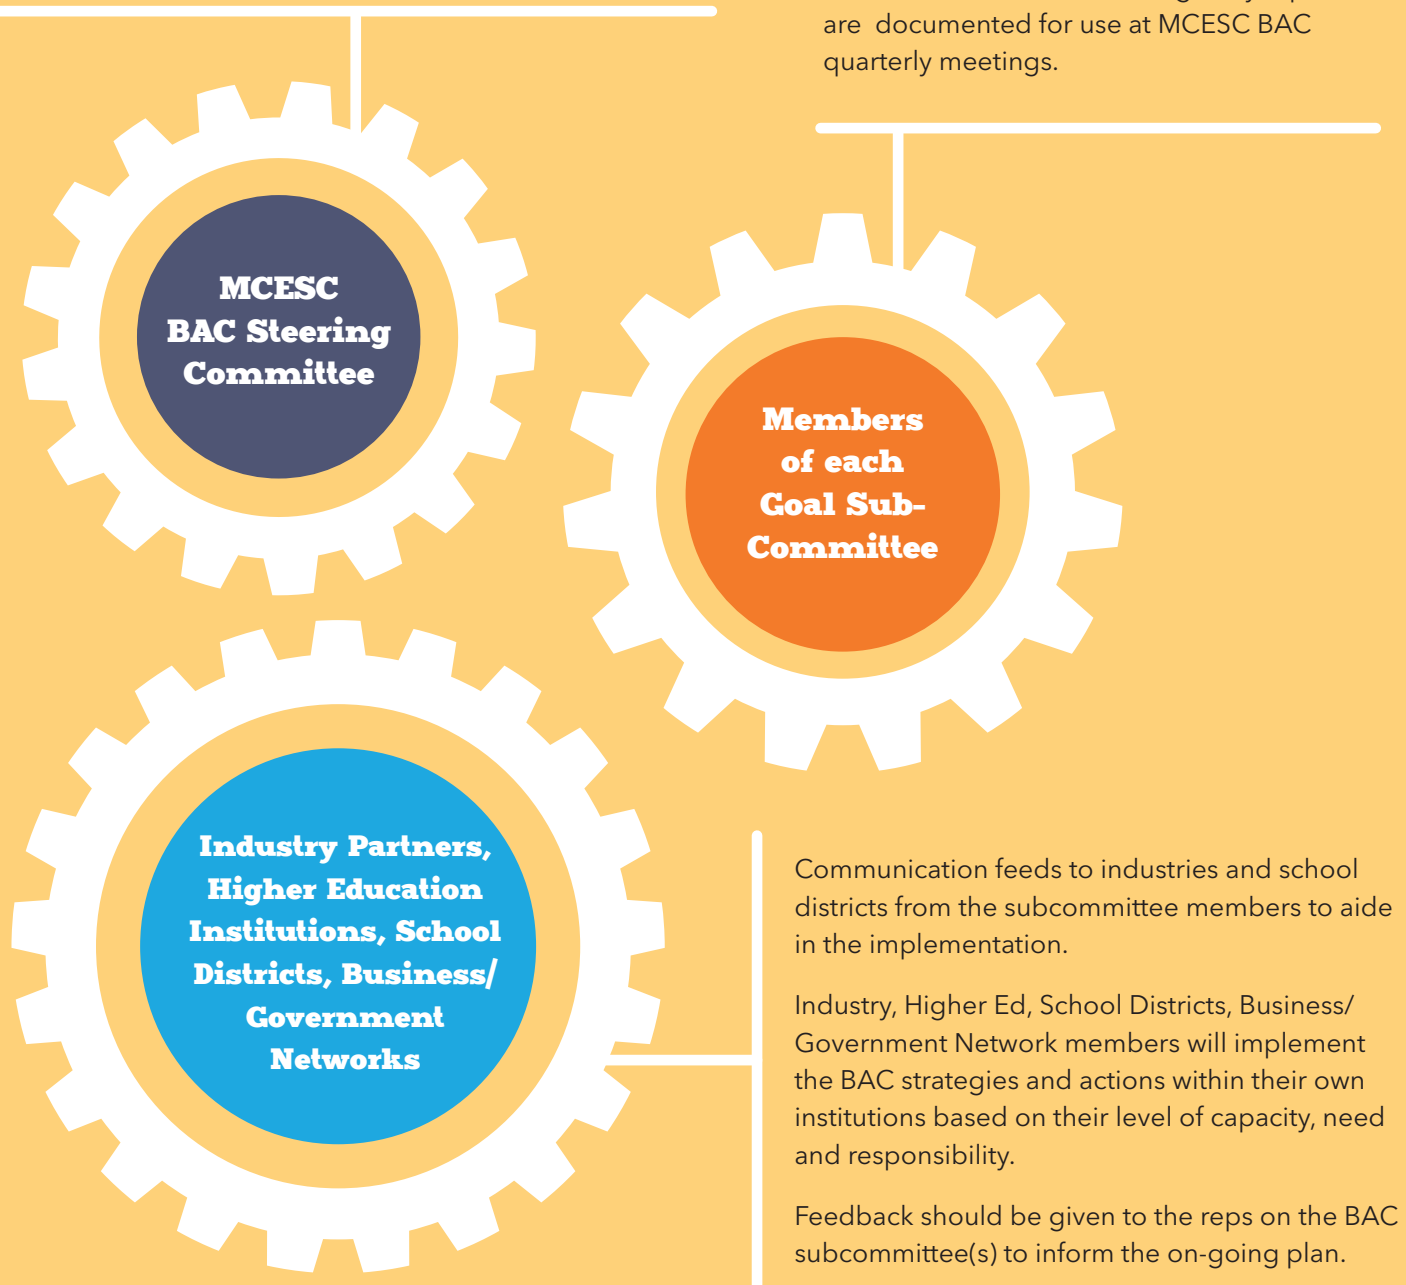 are documented for use at MCESC BAC
quarterly meetings.
MCESC
BAC Steering
Committee
Members
of each
Goal Sub-
Committee
Industry Partners,
Higher Education
Institutions, School
Districts, Business/
Government
Networks
Communication feeds to industries and school
districts from the subcommittee members to aide
in the implementation.
Industry, Higher Ed, School Districts, Business/
Government Network members will implement
the BAC strategies and actions within their own
institutions based on their level of capacity, need
and responsibility.
Feedback should be given to the reps on the BAC
subcommittee(s) to inform the on-going plan.